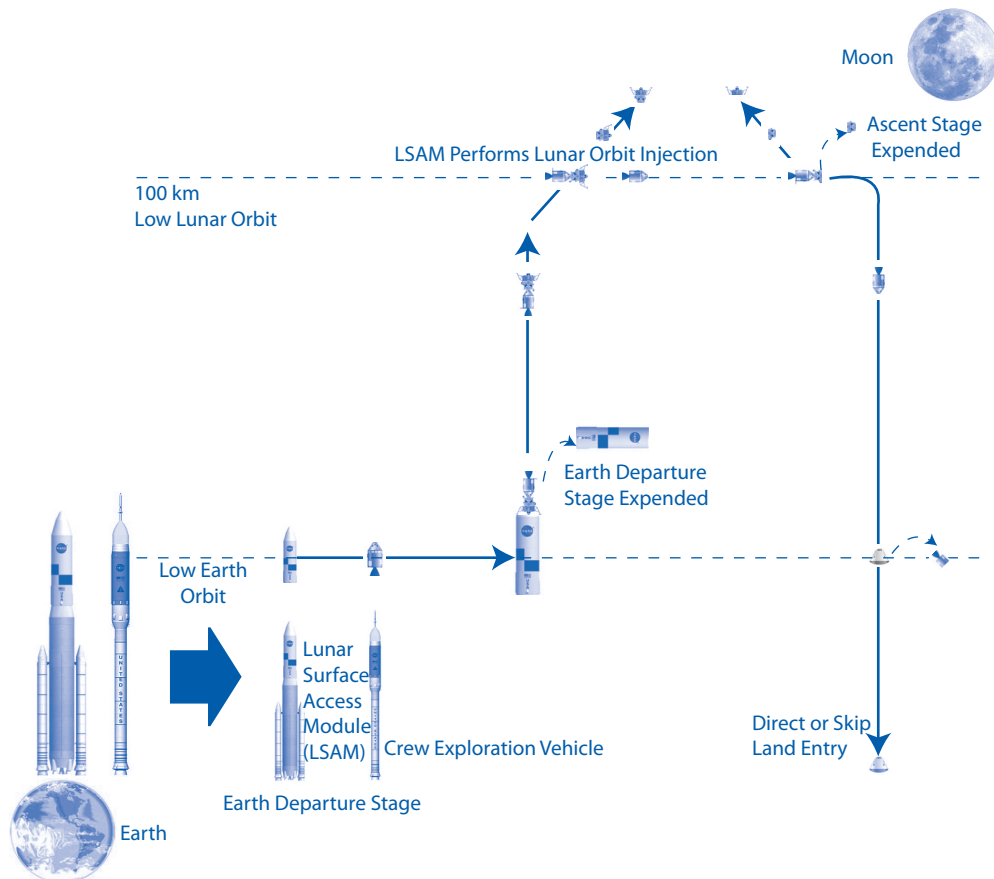 Moon
Ascent Stage
Expended
LSAM Performs Lunar Orbit Injection
100 km
Low Lunar Orbit
Earth Departure
Stage Expended
Low Earth
Orbit
UNITED STATES
Lunar
Surface
Access
Module
(LSAM)
Crew Exploration Vehicle
Direct or Skip
Land Entry
Earth Departure Stage
Earth